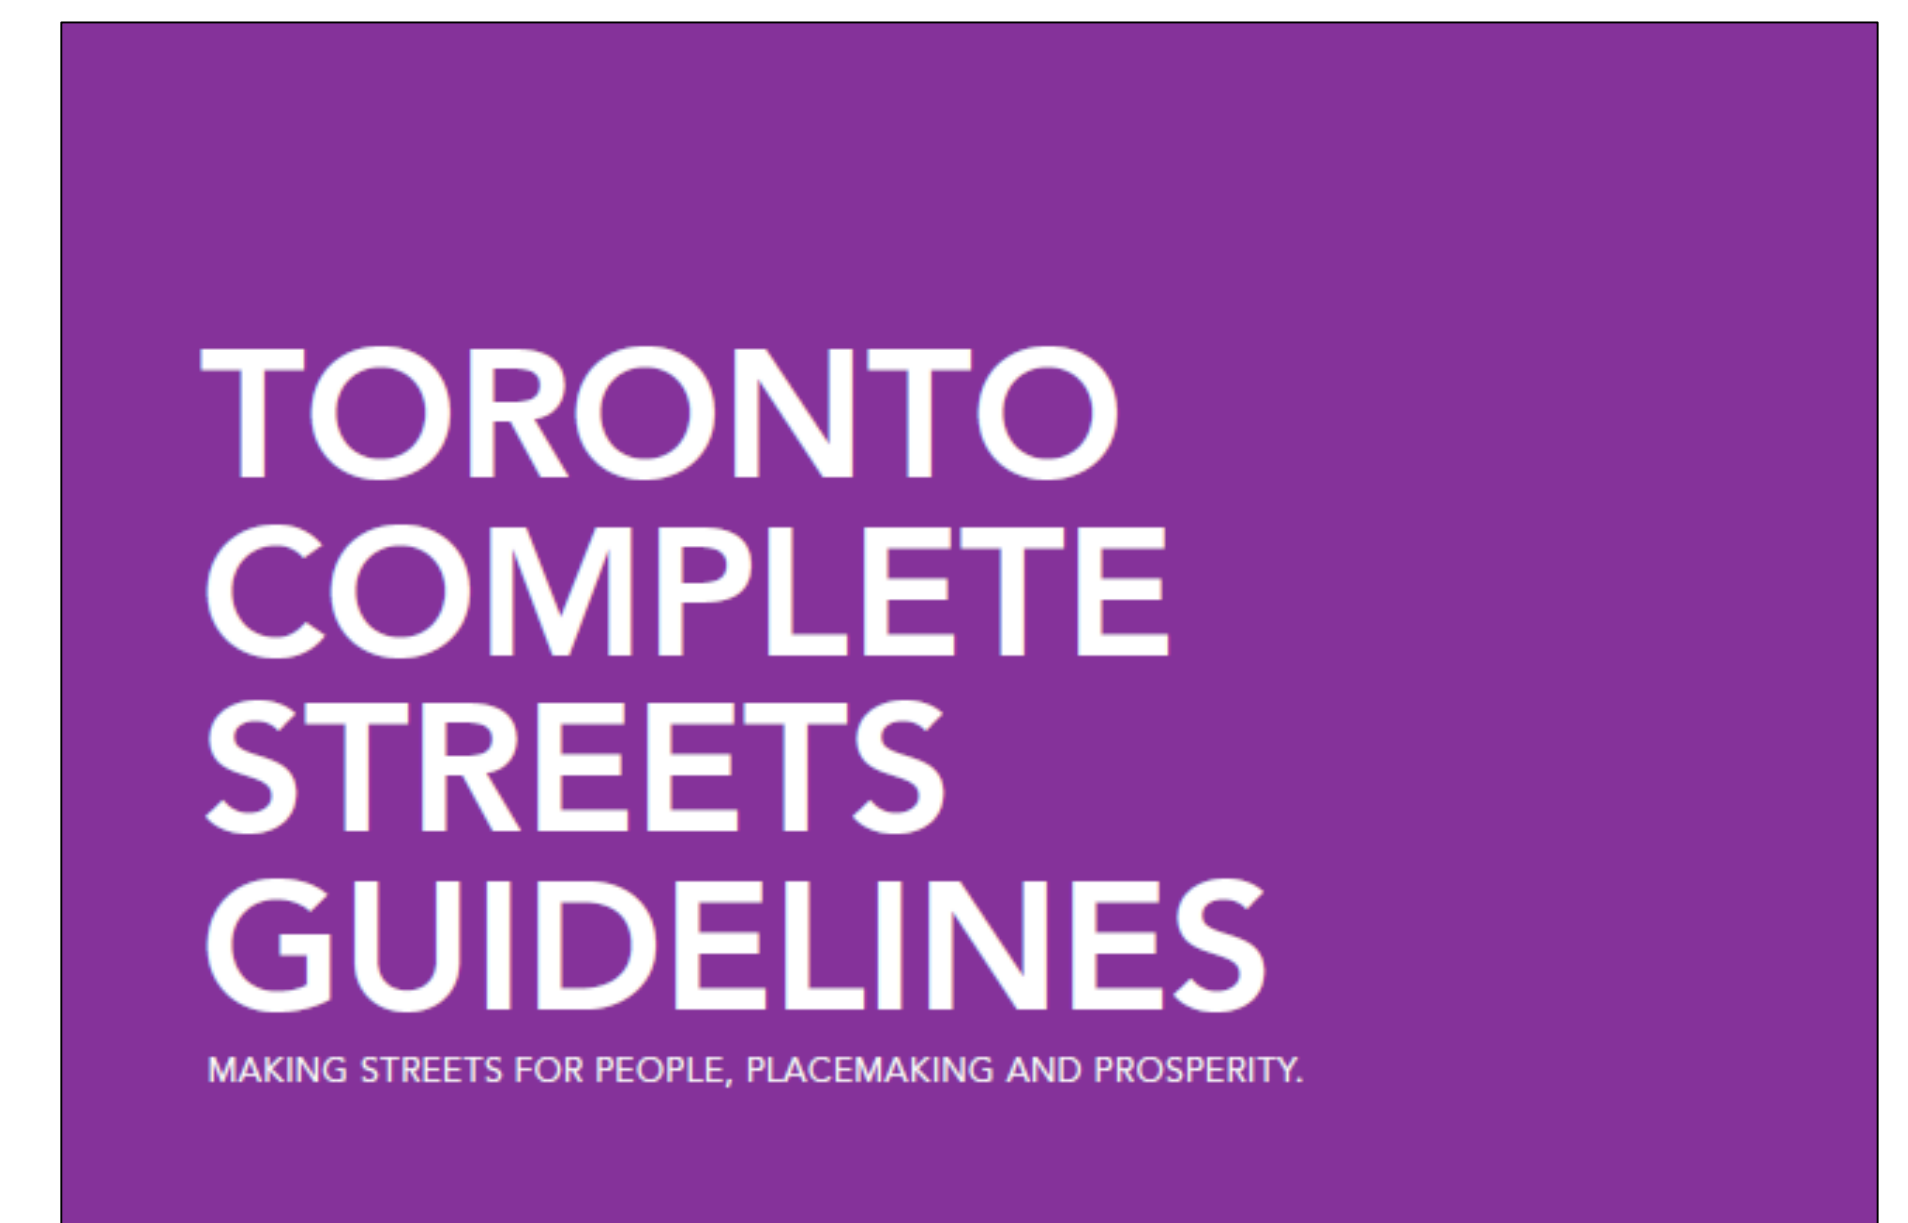 TORONTO
COMPLETE
STREETS
GUIDELINES
MAKING STREETS FOR PEOPLE, PLACEMAKING AND PROSPERITY.